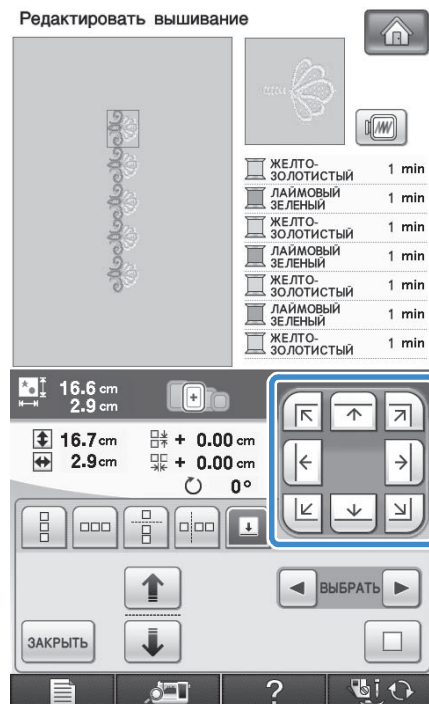 Редактировать вышивание
ЖЕЛТО-
ЗОЛОТИСТЫЙ 1 min
ЛАЙМОВЫЙ
ЗЕЛЕНЫЙ 1 min
ЖЕЛТО-
ЗОЛОТИСТЫЙ 1 min
ЛАЙМОВЫЙ
ЗЕЛЕНЫЙ 1 min
ЖЕЛТО-
ЗОЛОТИСТЫЙ 1 min
ЛАЙМОВЫЙ
ЗЕЛЕНЫЙ 1 min
ЖЕЛТО-
ЗОЛОТИСТЫЙ 1 min
16.6 cm
2.9 cm
16.7 cm + 0.00 cm
2.9 cm + 0.00 cm
0°
ВЫБРАТЬ
ЗАКРЫТЬ
?